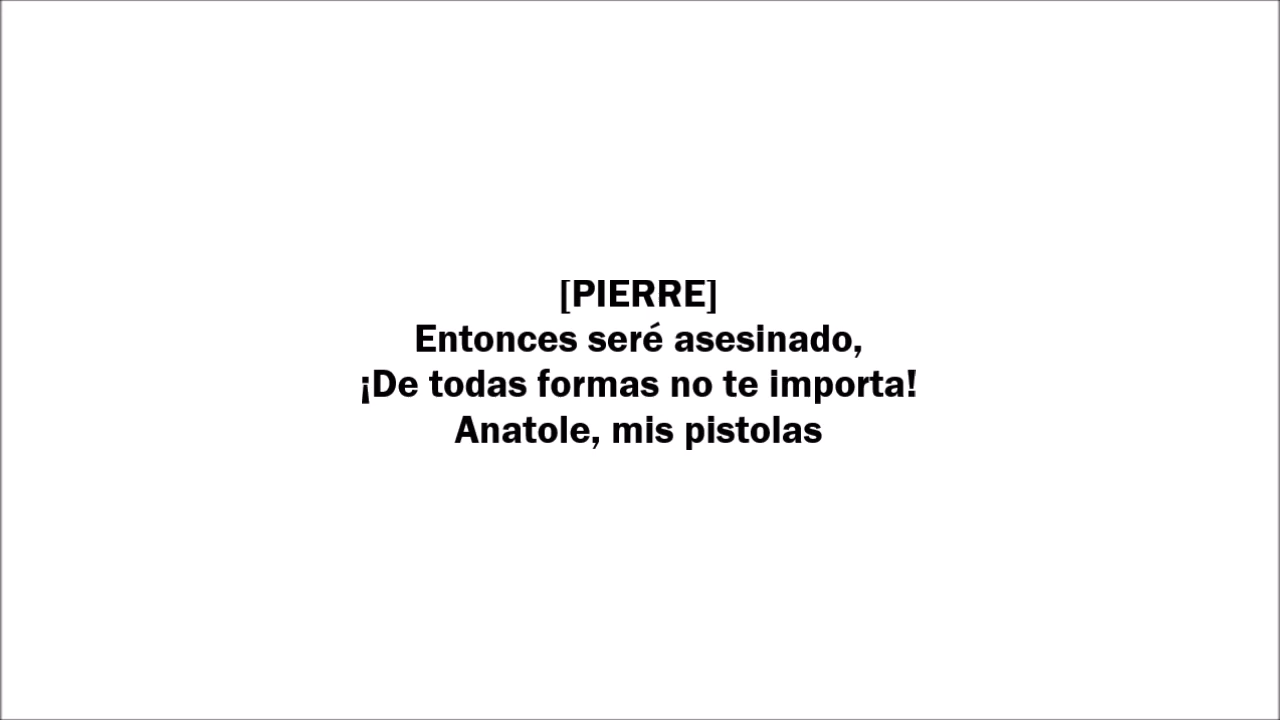 [PIERRE]
Entonces seré asesinado,
¡De todas formas no te importa!
Anatole, mis pistolas